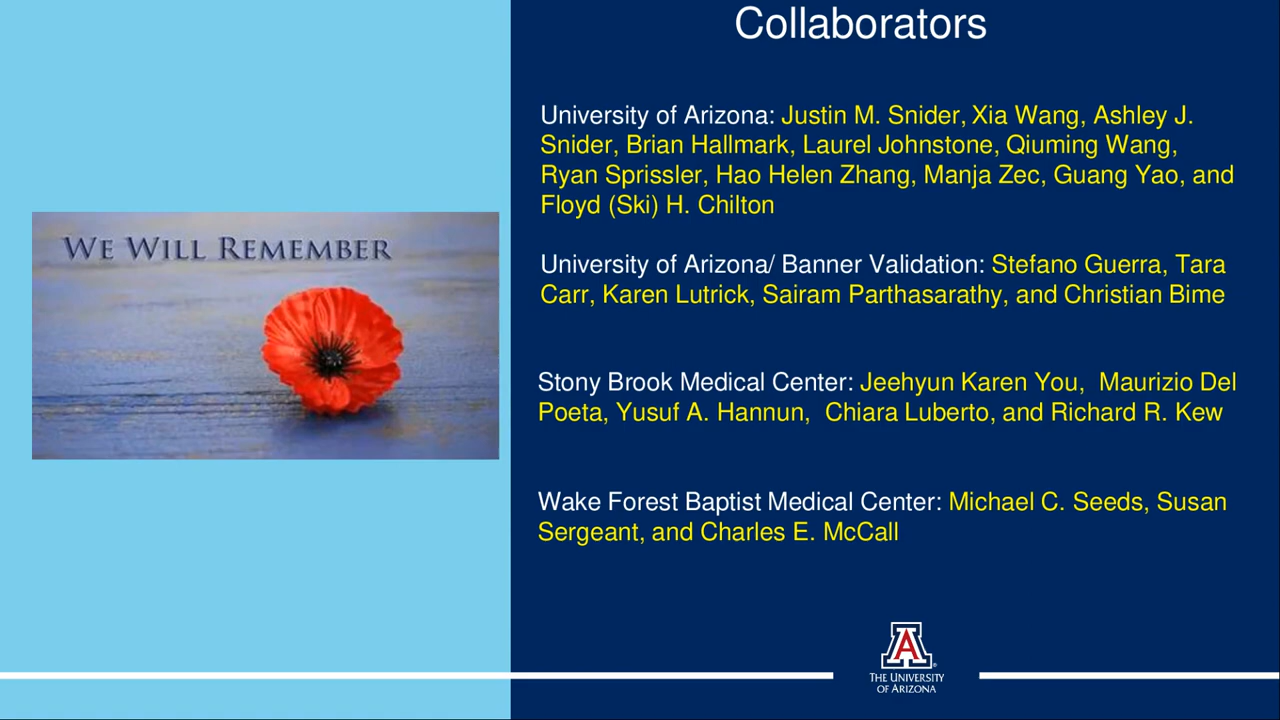 Collaborators
WE WILL REMEMBER
University of Arizona: Justin M. Snider, Xia Wang, Ashley J.
Snider, Brian Hallmark, Laurel Johnstone, Qiuming Wang,
Ryan Sprissler, Hao Helen Zhang, Manja Zec, Guang Yao, and
Floyd (Ski) H. Chilton
University of Arizona/ Banner Validation: Stefano Guerra, Tara
Carr, Karen Lutrick, Sairam Parthasarathy, and Christian Bime
Stony Brook Medical Center: Jeehyun Karen You, Maurizio Del
Poeta, Yusuf A. Hannun, Chiara Luberto, and Richard R. Kew
Wake Forest Baptist Medical Center: Michael C. Seeds, Susan
Sergeant, and Charles E. McCall
A
THE UNIVERSITY
OF ARIZONA